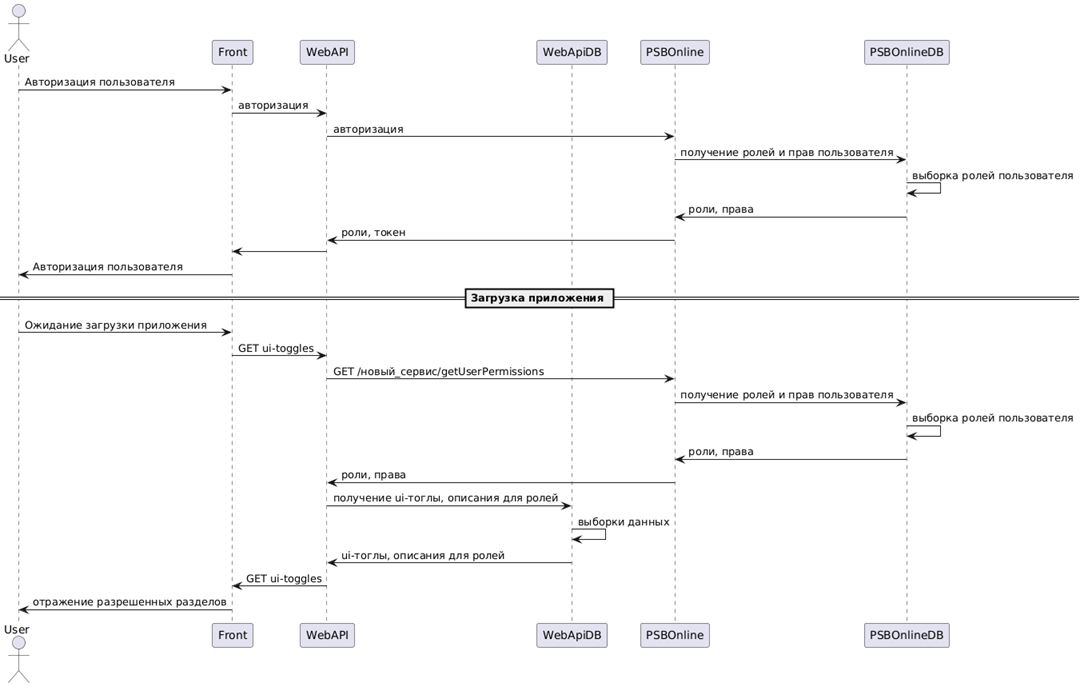 User
Front
WebAPI
WebApiDB
PSBOnline
PSBOnlineDB
Авторизация пользователя
авторизация
авторизация
получение ролей и прав пользователя
выборка ролей пользователя
роли, права
роли, токен
Авторизация пользователя
Загрузка приложения
Ожидание загрузки приложения
GET ui-toggles
GET /новый_сервис/getUserPermissions
получение ролей и прав пользователя
выборка ролей пользователя
роли, права
роли, права
получение ui-тоглы, описания для ролей
выборки данных
ui-тоглы, описания для ролей
GET ui-toggles
отражение разрешенных разделов
User
Front
WebAPI
WebApiDB
PSBOnline
PSBOnlineDB